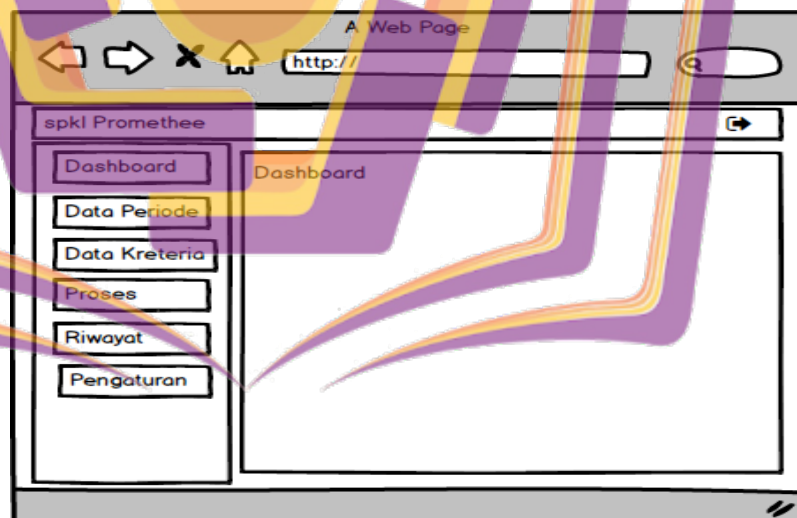 A Web Page
http://
spkl Promethee
Dashboard
Data Periode
Data Kreteria
Proses
Riwayat
Pengaturan
Dashboard